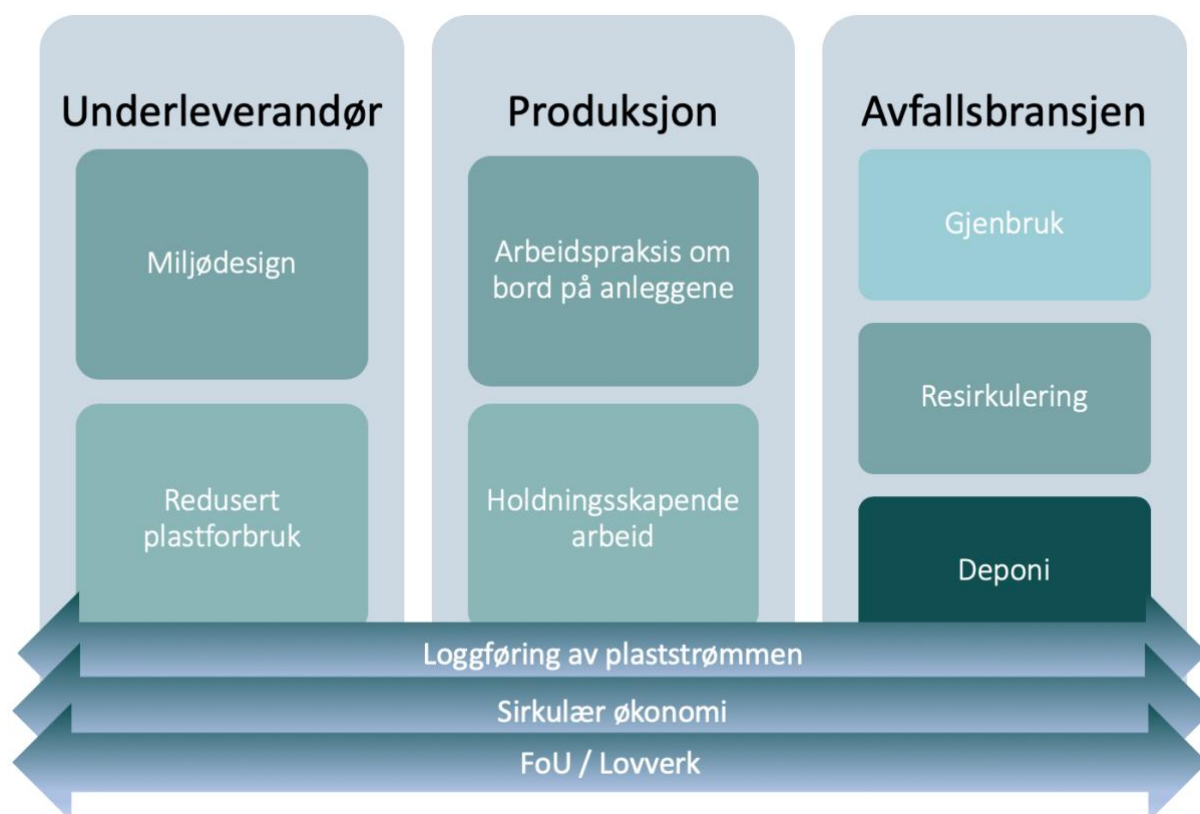 Underleverandør
Miljødesign
Redusert
plastforbruk
Produksjon
Arbeidspraksis om
bord på anleggene
Holdningsskapende
arbeid
Avfallsbransjen
Gjenbruk
Resirkulering
Deponi
Loggføring av plaststrømmen
Sirkulær økonomi
FoU / Lovverk